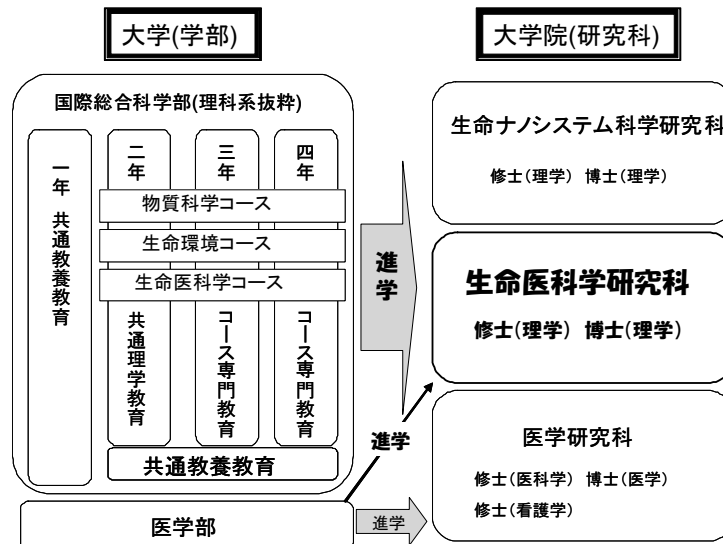 大学(学部)
大学院(研究科)
国際総合科学部(理科系抜粋)
一年 共通教養教育
二年
三年
四年
物質科学コース
生命環境コース
生命医科学コース
共通理学教育
コース専門教育
コース専門教育
共通教養教育
医学部
進学
進学
進学
生命ナノシステム科学研究科
修士(理学) 博士(理学)
生命医科学研究科
修士(理学) 博士(理学)
医学研究科
修士(医科学) 博士(医学)
修士(看護学)